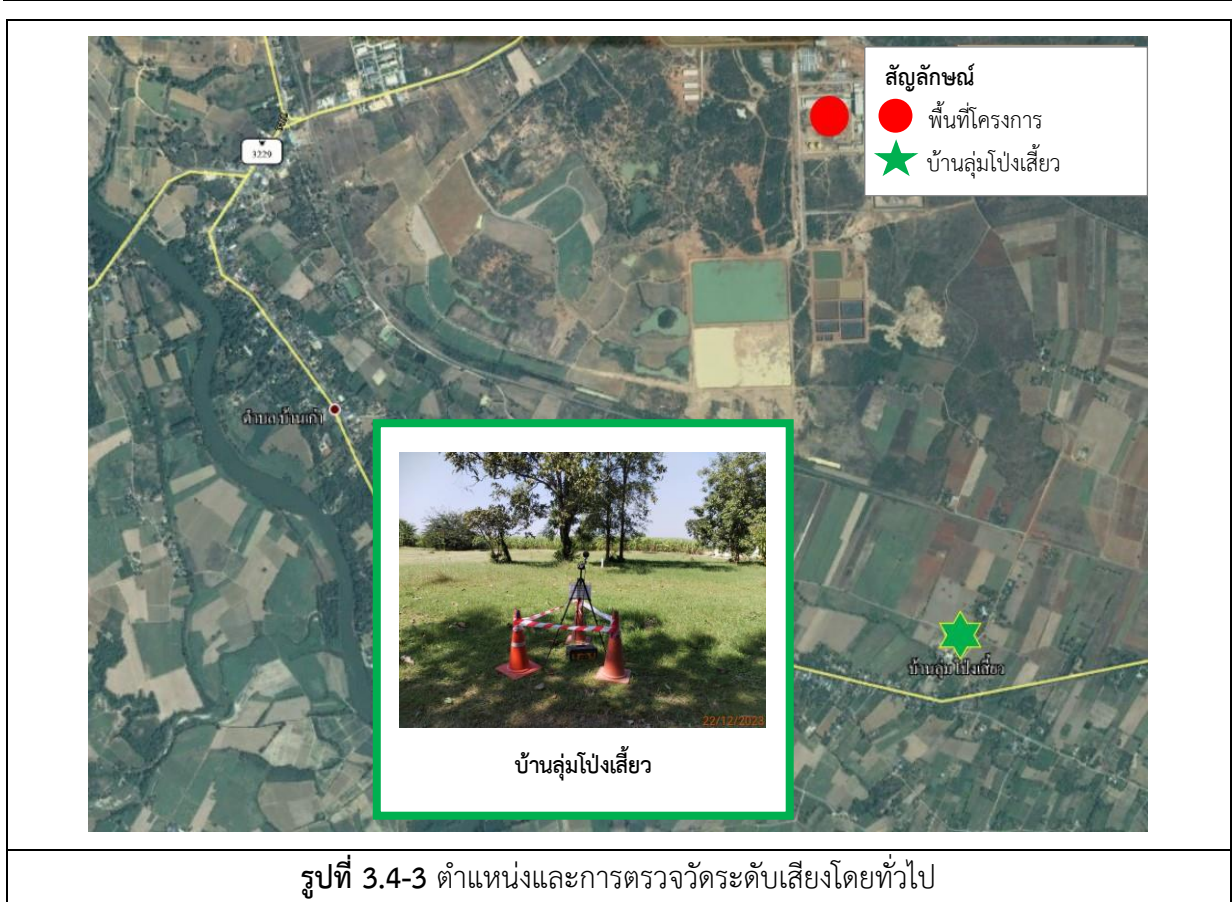 สัญลักษณ์
พื้นที่โครงการ
บ้านลุ่มโป่งเสี้ยว
3229
ตำบล บ้านเก่า
บ้านลุ่มโป่งเสี้ยว
22/12/2023
บ้านลุ่มโป่งเสี้ยว
รูปที่ 3.4-3 ตำแหน่งและการตรวจวัดระดับเสียงโดยทั่วไป